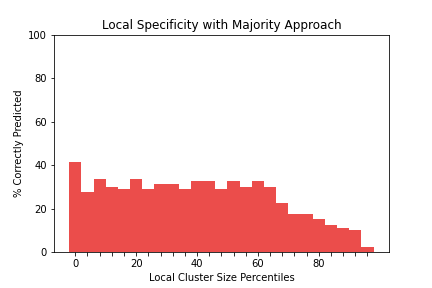 Local Specificity with Majority Approach
100
80
60
40
20
0
% Correctly Predicted
0 20 40 60 80
Local Cluster Size Percentiles